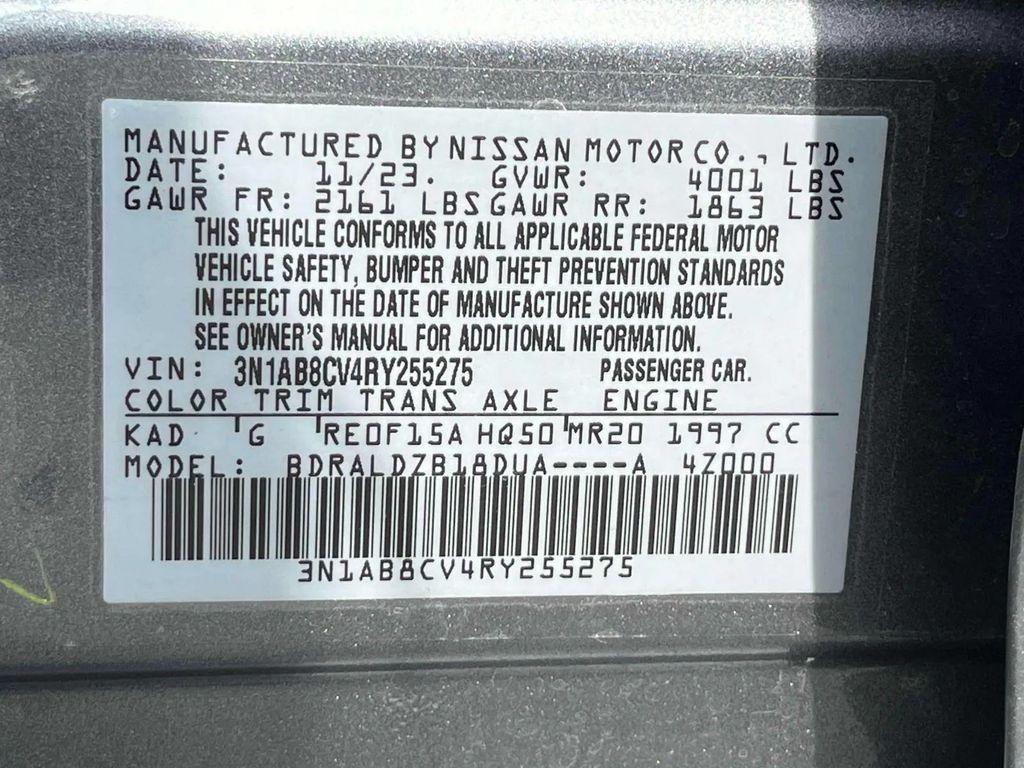 MANUFACTURED BY NISSAN MOTOR CO., LTD.
DATE: 11/23. GVWR: 4001 LBS
GAWR FR: 2161 LBS GAWR RR: 1863 LBS
THIS VEHICLE CONFORMS TO ALL APPLICABLE FEDERAL MOTOR
VEHICLE SAFETY, BUMPER AND THEFT PREVENTION STANDARDS
IN EFFECT ON THE DATE OF MANUFACTURE SHOWN ABOVE.
SEE OWNER'S MANUAL FOR ADDITIONAL INFORMATION.
VIN: 3N1AB8CV4RY255275 PASSENGER CAR.
COLOR TRIM TRANS AXLE ENGINE
KAD G RE0F15A HQ50 MR20 1997 CC
MODEL: BDRALDZB18DUA----A 4Z000
3N1AB8CV4RY255275